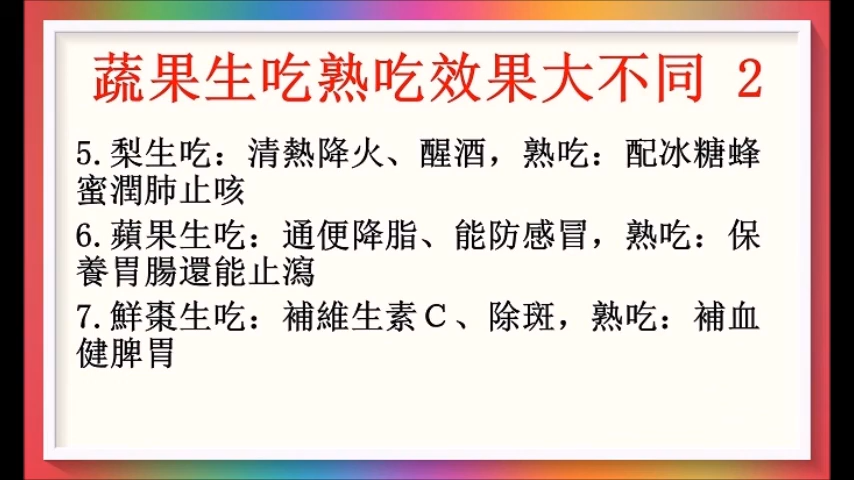 蔬果生吃熟吃效果大不同 2
5.梨生吃：清熱降火、醒酒，熟吃：配冰糖蜂
蜜潤肺止咳
6.蘋果生吃：通便降脂、能防感冒，熟吃：保
養胃腸還能止瀉
7.鮮棗生吃：補維生素Ｃ、除斑，熟吃：補血
健脾胃